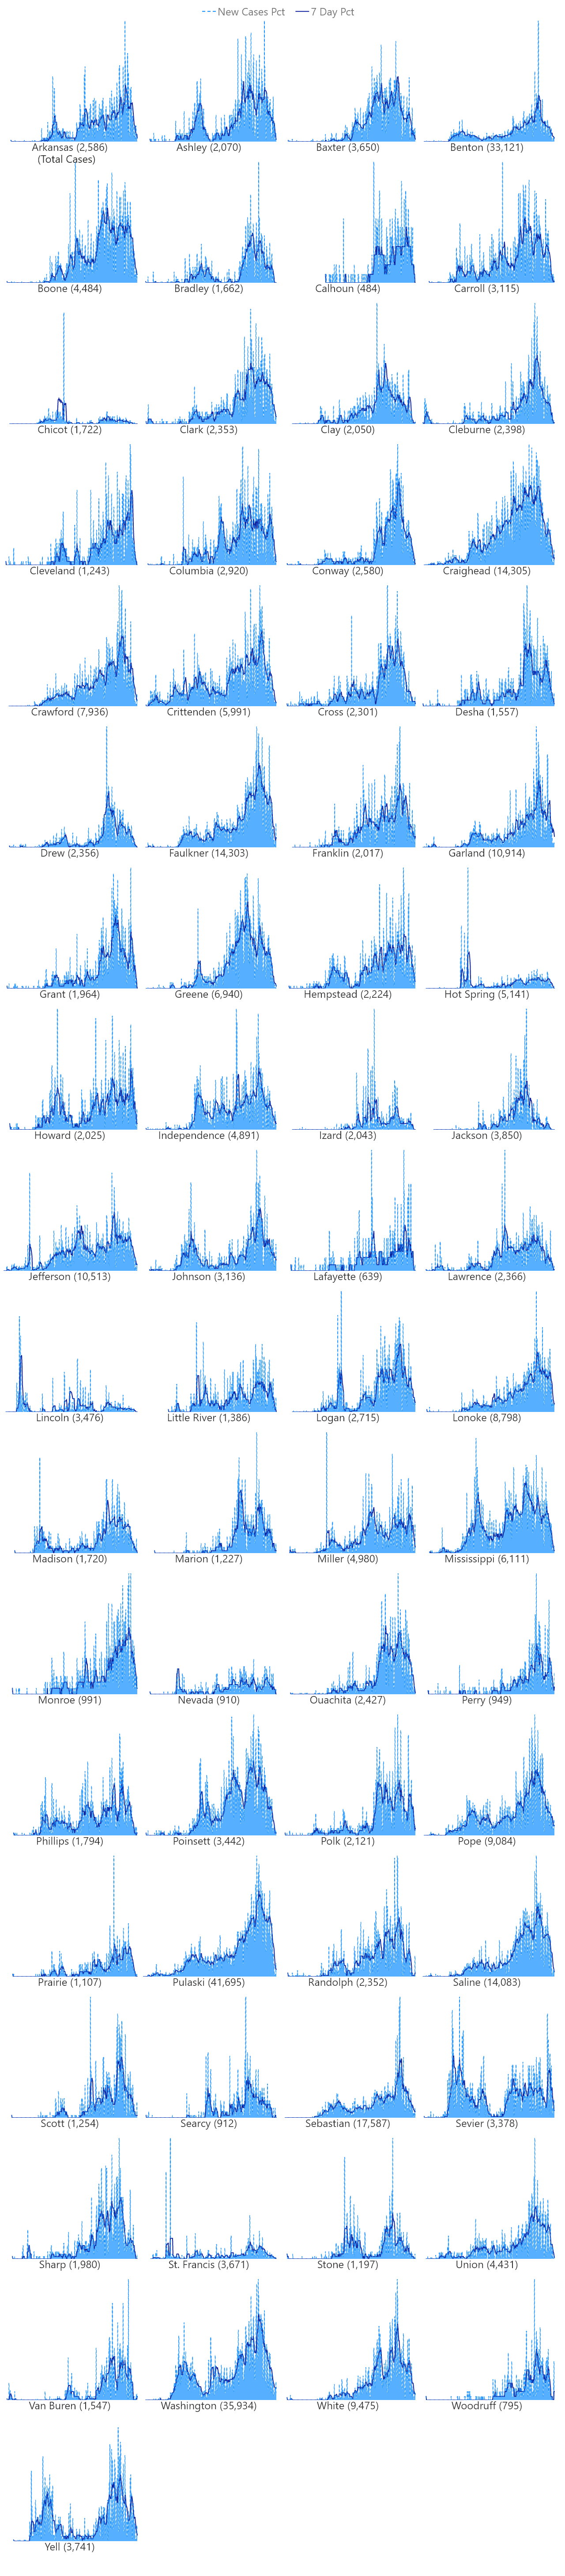 New Cases Pct 7 Day Pct
Arkansas (2,586) Ashley (2,070) Baxter (3,650) Benton (33,121)
(Total Cases)
Boone (4,484) Bradley (1,662) Calhoun (484) Carroll (3,115)
Chicot (1,722) Clark (2,353) Clay (2,050) Cleburne (2,398)
Cleveland (1,243) Columbia (2,920) Conway (2,580) Craighead (14,305)
Crawford (7,936) Crittenden (5,991) Cross (2,301) Desha (1,557)
Drew (2,356) Faulkner (14,303) Franklin (2,017) Garland (10,914)
Grant (1,964) Greene (6,940) Hempstead (2,224) Hot Spring (5,141)
Howard (2,025) Independence (4,891) Izard (2,043) Jackson (3,850)
Jefferson (10,513) Johnson (3,136) Lafayette (639) Lawrence (2,366)
Lincoln (3,476) Little River (1,386) Logan (2,715) Lonoke (8,798)
Madison (1,720) Marion (1,227) Miller (4,980) Mississippi (6,111)
Monroe (991) Nevada (910) Ouachita (2,427) Perry (949)
Phillips (1,794) Poinsett (3,442) Polk (2,121) Pope (9,084)
Prairie (1,107) Pulaski (41,695) Randolph (2,352) Saline (14,083)
Scott (1,254) Searcy (912) Sebastian (17,587) Sevier (3,378)
Sharp (1,980) St. Francis (3,671) Stone (1,197) Union (4,431)
Van Buren (1,547) Washington (35,934) White (9,475) Woodruff (795)
Yell (3,741)